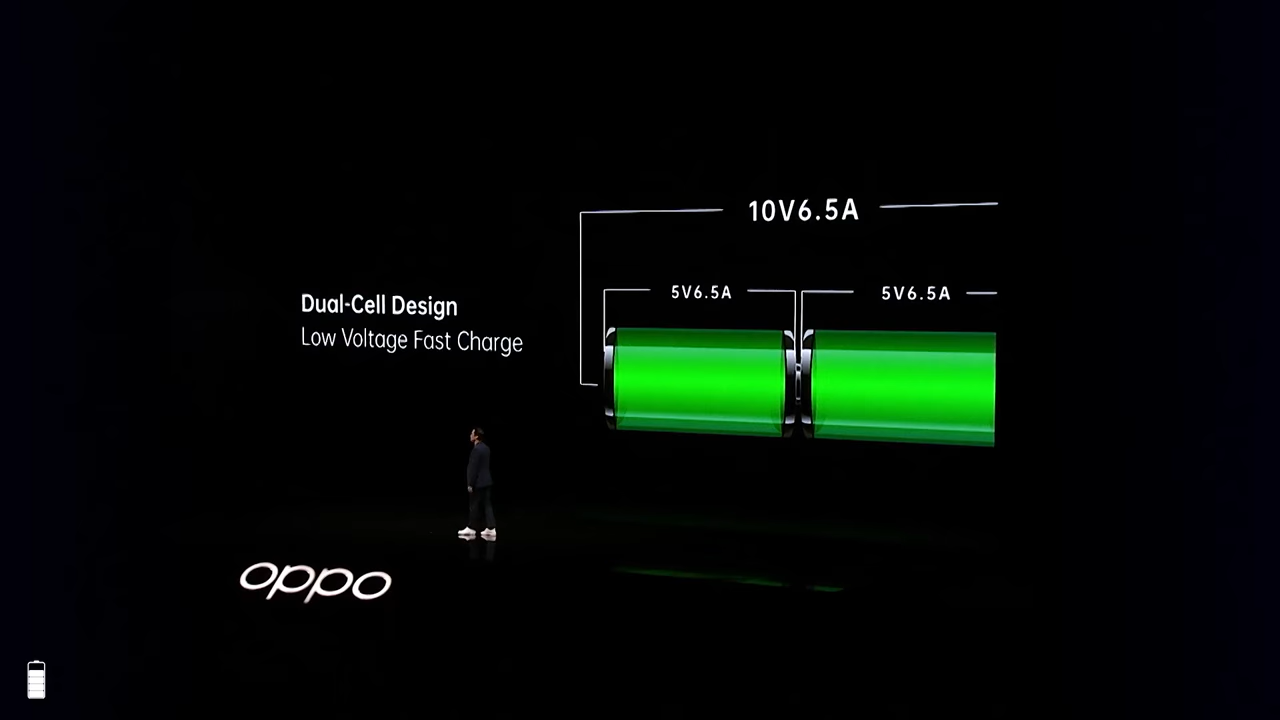 10V6.5A
5V6.5A
5V6.5A
Dual-Cell Design
Low Voltage Fast Charge
oppo